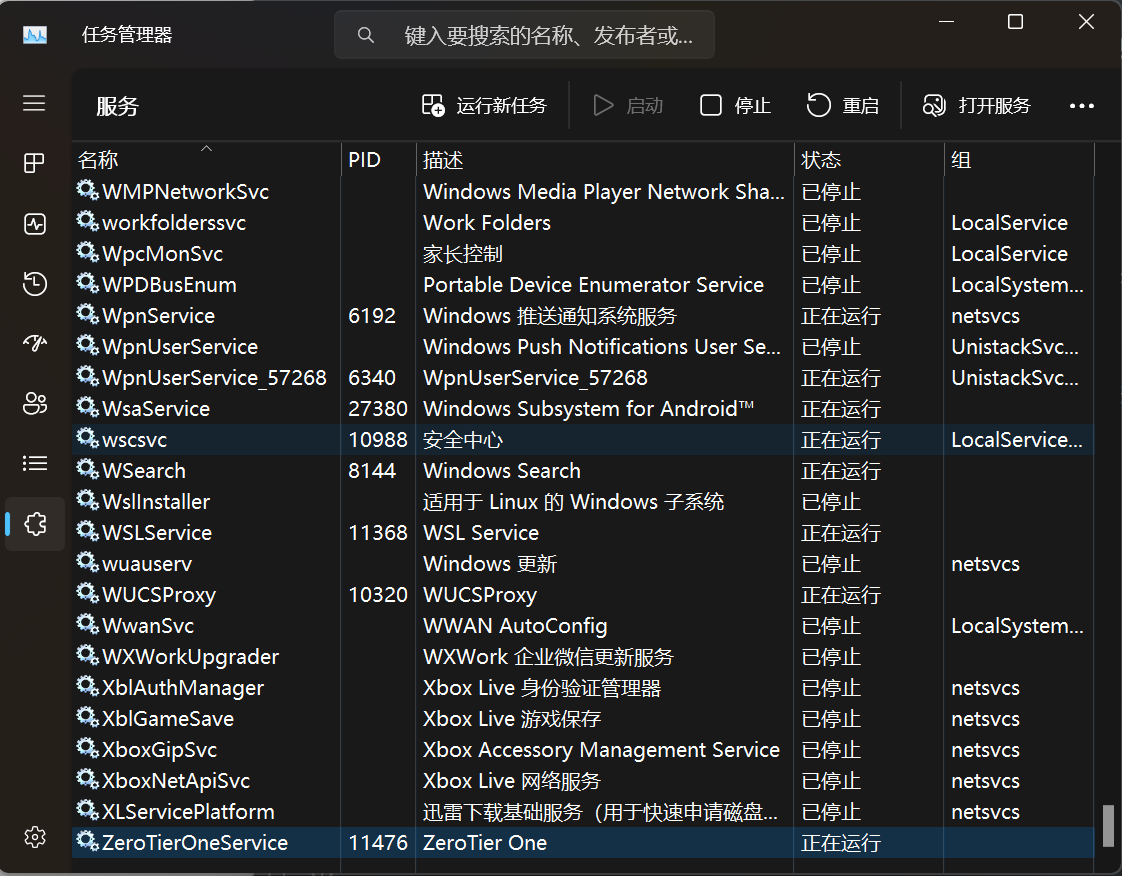 任务管理器
键入要搜索的名称、发布者或...
服务 运行新任务 启动 停止 重启 打开服务
名称 PID 描述 状态 组
WMPNetworkSvc Windows Media Player Network Sha... 已停止
workfolderssvc Work Folders 已停止 LocalService
WpcMonSvc 家长控制 已停止 LocalService
WPDBusEnum Portable Device Enumerator Service 已停止 LocalSystem...
WpnService 6192 Windows 推送通知系统服务 正在运行 netsvcs
WpnUserService Windows Push Notifications User Se... 已停止 UnistackSvc...
WpnUserService_57268 6340 WpnUserService_57268 正在运行 UnistackSvc...
WsaService 27380 Windows Subsystem for Android™ 正在运行
wscsvc 10988 安全中心 正在运行 LocalService...
WSearch 8144 Windows Search 正在运行
WslInstaller 适用于 Linux 的 Windows 子系统 已停止
WSLService 11368 WSL Service 正在运行
wuauserv Windows 更新 已停止 netsvcs
WUCSProxy 10320 WUCSProxy 正在运行
WwanSvc WWAN AutoConfig 已停止 LocalSystem...
WXWorkUpgrader WXWork 企业微信更新服务 已停止
XblAuthManager Xbox Live 身份验证管理器 已停止 netsvcs
XblGameSave Xbox Live 游戏保存 已停止 netsvcs
XboxGipSvc Xbox Accessory Management Service 已停止 netsvcs
XboxNetApiSvc Xbox Live 网络服务 已停止 netsvcs
XLServicePlatform 迅雷下载基础服务（用于快速申请磁盘... 已停止 netsvcs
ZeroTierOneService 11476 ZeroTier One 正在运行